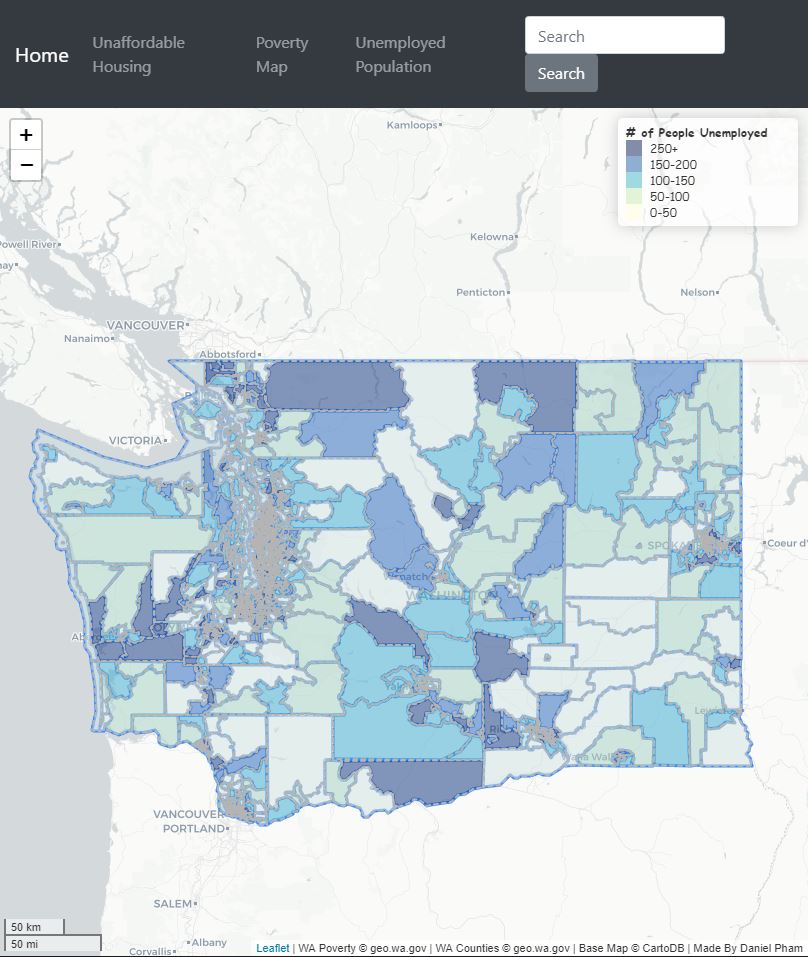 Home
Unaffordable
Housing
Poverty
Map
Unemployed
Population
Search
Search
+
−
# of People Unemployed
250+
150-200
100-150
50-100
0-50
Kamloops
Kelowna
Powell River
Penticton
Nelson
VANCOUVER
Nanaimo
Abbotsford
VICTORIA
SPOKA
Coeur d'
WASHINGTON
VANCOUVER
PORTLAND
SALEM
Albany
Corvallis
50 km
50 mi
Leaflet | WA Poverty © geo.wa.gov | WA Counties © geo.wa.gov | Base Map © CartoDB | Made By Daniel Pham